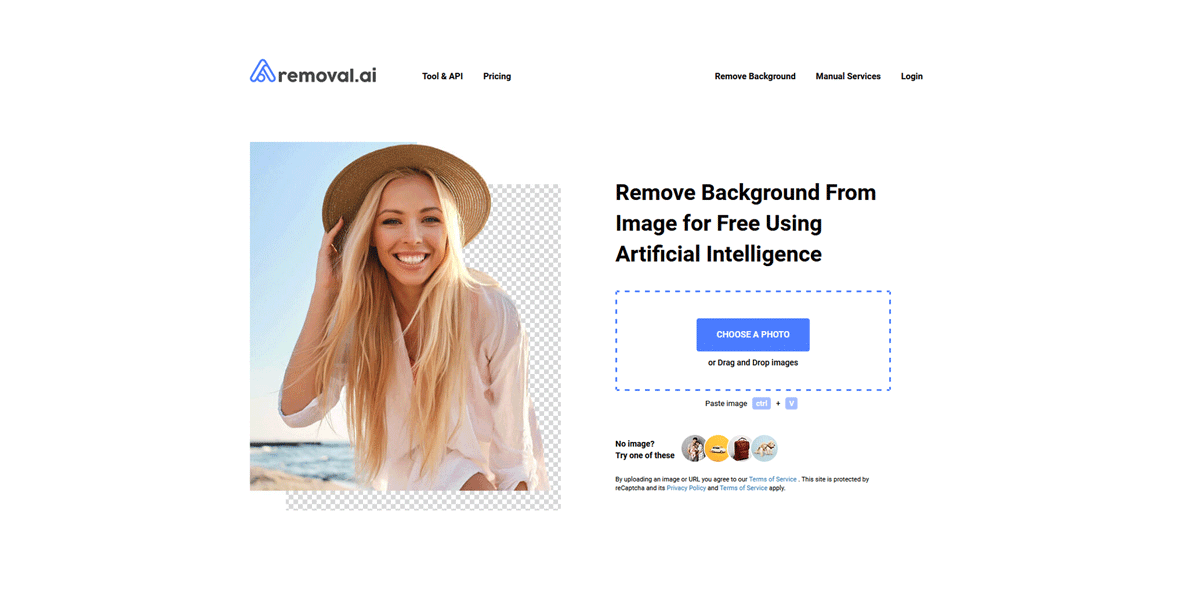 removal.ai
Tool & API
Pricing
Remove Background
Manual Services
Login
Remove Background From
Image for Free Using
Artificial Intelligence
CHOOSE A PHOTO
or Drag and Drop images
Paste image ctrl + V
No image?
Try one of these
By uploading an image or URL you agree to our Terms of Service . This site is protected by
reCaptcha and its Privacy Policy and Terms of Service apply.